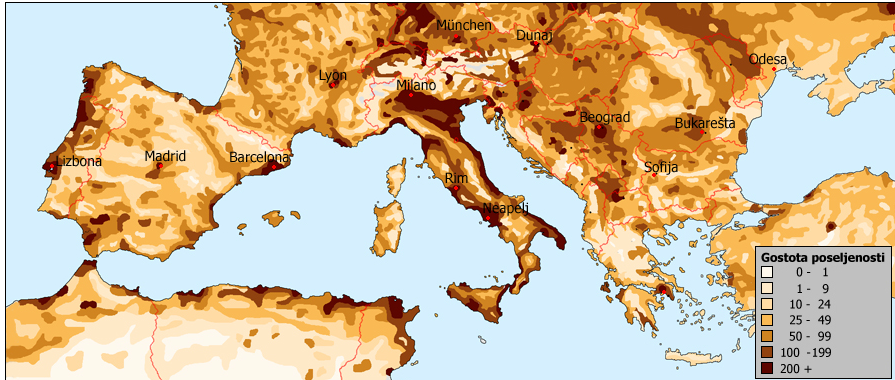 München
Dunaj
Odesa
Lyon
Milano
Beograd
Bukarešta
Lizbona
Madrid
Barcelona
Sofija
Rim
Neapelj
Gostota poseljenosti
0 - 1
1 - 9
10 - 24
25 - 49
50 - 99
100 -199
200 +